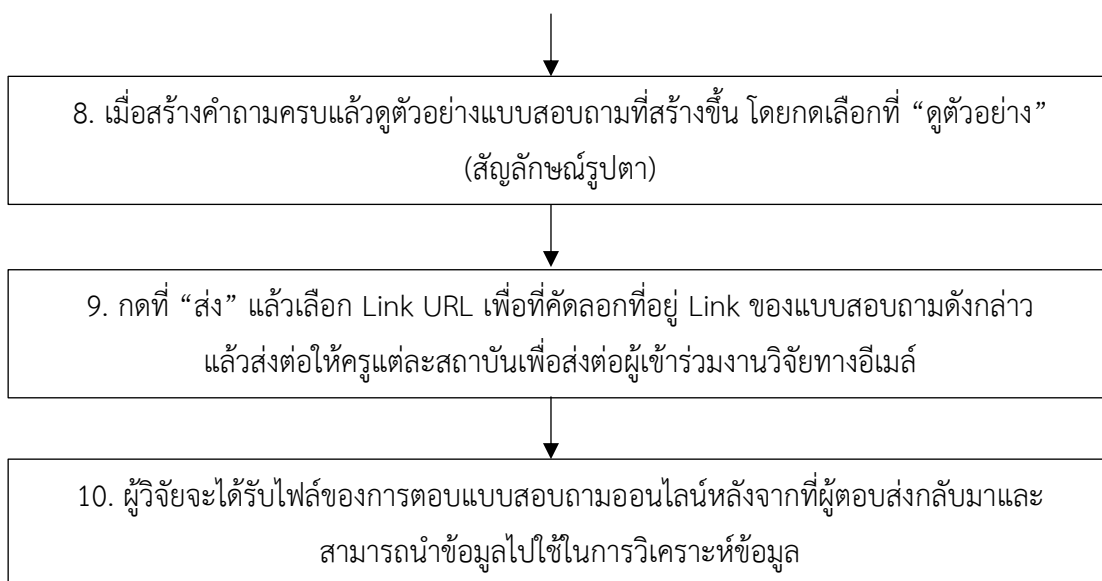 8. เมื่อสร้างคำถามครบแล้วดูตัวอย่างแบบสอบถามที่สร้างขึ้น โดยกดเลือกที่ “ดูตัวอย่าง”
(สัญลักษณ์รูปตา)
9. กดที่ “ส่ง” แล้วเลือก Link URL เพื่อที่คัดลอกที่อยู่ Link ของแบบสอบถามดังกล่าว
แล้วส่งต่อให้ครูแต่ละสถาบันเพื่อส่งต่อผู้เข้าร่วมงานวิจัยทางอีเมล์
10. ผู้วิจัยจะได้รับไฟล์ของการตอบแบบสอบถามออนไลน์หลังจากที่ผู้ตอบส่งกลับมาและ
สามารถนำข้อมูลไปใช้ในการวิเคราะห์ข้อมูล